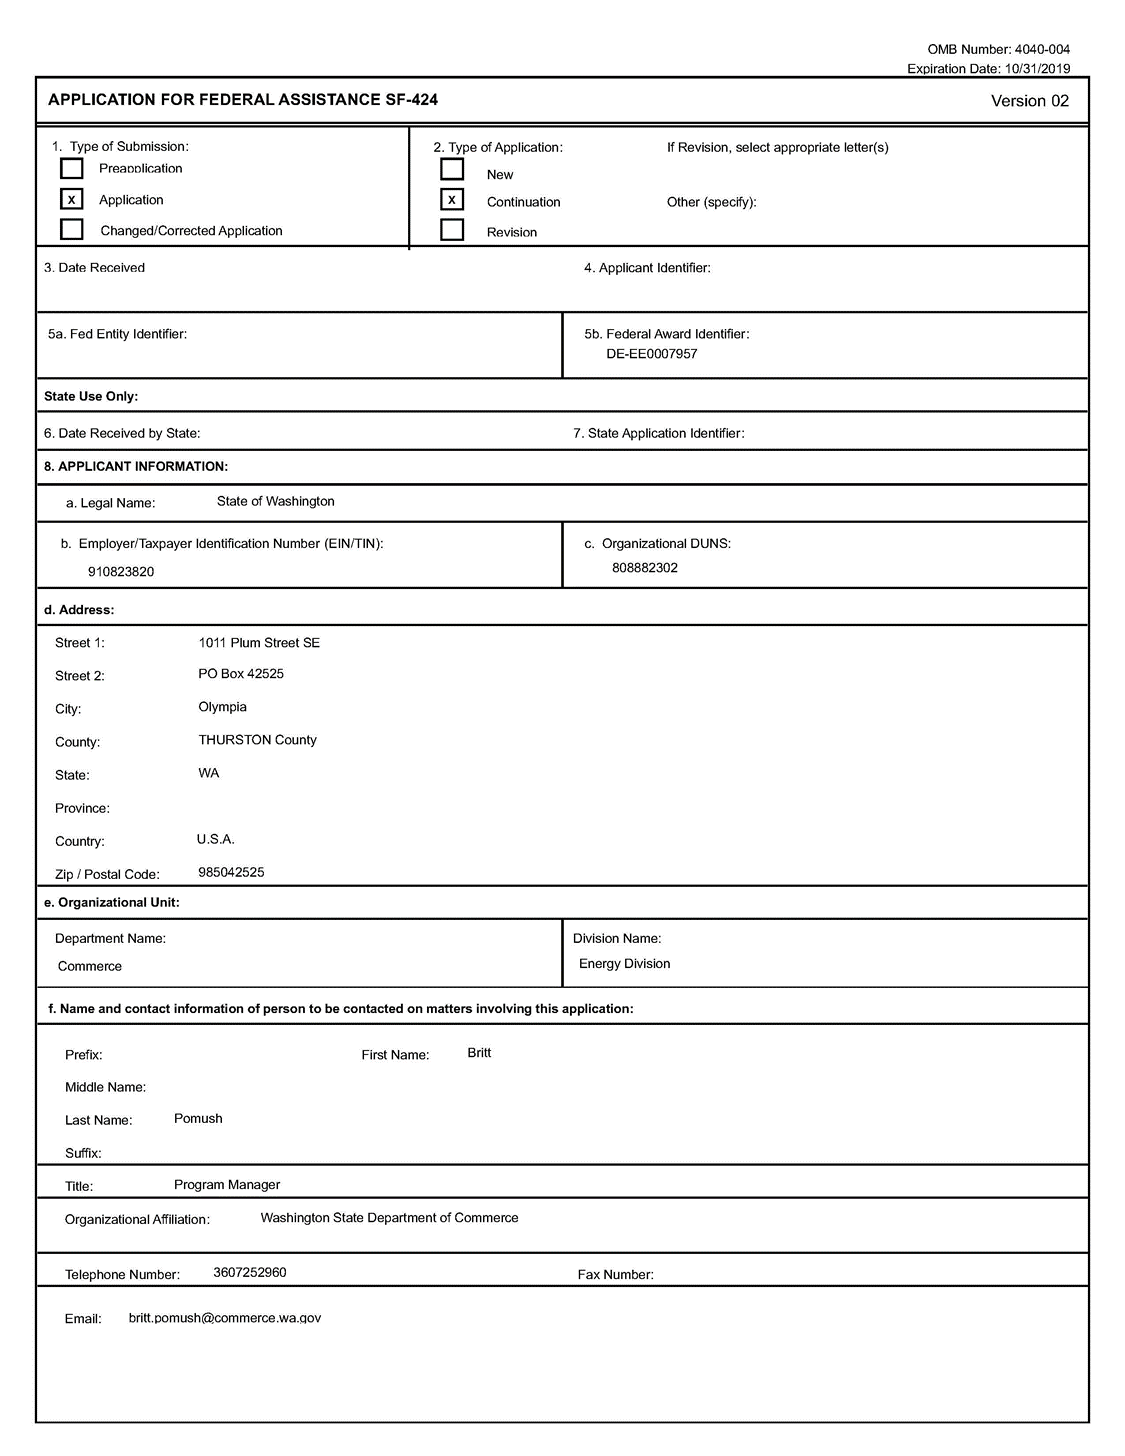 OMB Number: 4040-004
Expiration Date: 10/31/2019
APPLICATION FOR FEDERAL ASSISTANCE SF-424 Version 02
1. Type of Submission:
Preapplication
x Application
Changed/Corrected Application
2. Type of Application: If Revision, select appropriate letter(s)
New
x Continuation Other (specify):
Revision
3. Date Received 4. Applicant Identifier:
5a. Fed Entity Identifier: 5b. Federal Award Identifier:
DE-EE0007957
State Use Only:
6. Date Received by State: 7. State Application Identifier:
8. APPLICANT INFORMATION:
a. Legal Name: State of Washington
b. Employer/Taxpayer Identification Number (EIN/TIN): c. Organizational DUNS:
910823820 808882302
d. Address:
Street 1: 1011 Plum Street SE
Street 2: PO Box 42525
City: Olympia
County: THURSTON County
State: WA
Province:
Country: U.S.A.
Zip / Postal Code: 985042525
e. Organizational Unit:
Department Name: Division Name:
Commerce Energy Division
f. Name and contact information of person to be contacted on matters involving this application:
Prefix: First Name: Britt
Middle Name:
Last Name: Pomush
Suffix:
Title: Program Manager
Organizational Affiliation: Washington State Department of Commerce
Telephone Number: 3607252960 Fax Number:
Email: britt.pomush@commerce.wa.gov